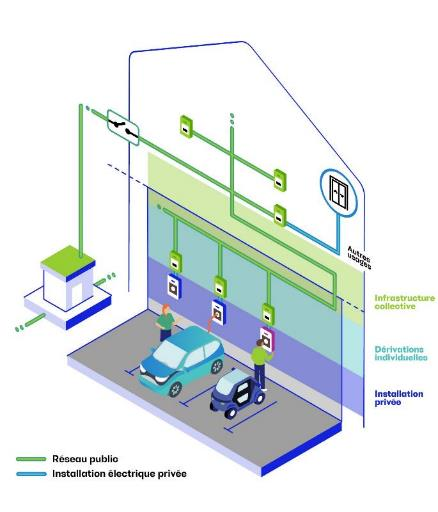 Autres
usages
Infrastructure
collective
Dérivations
individuelles
Installation
privée
Réseau public
Installation électrique privée